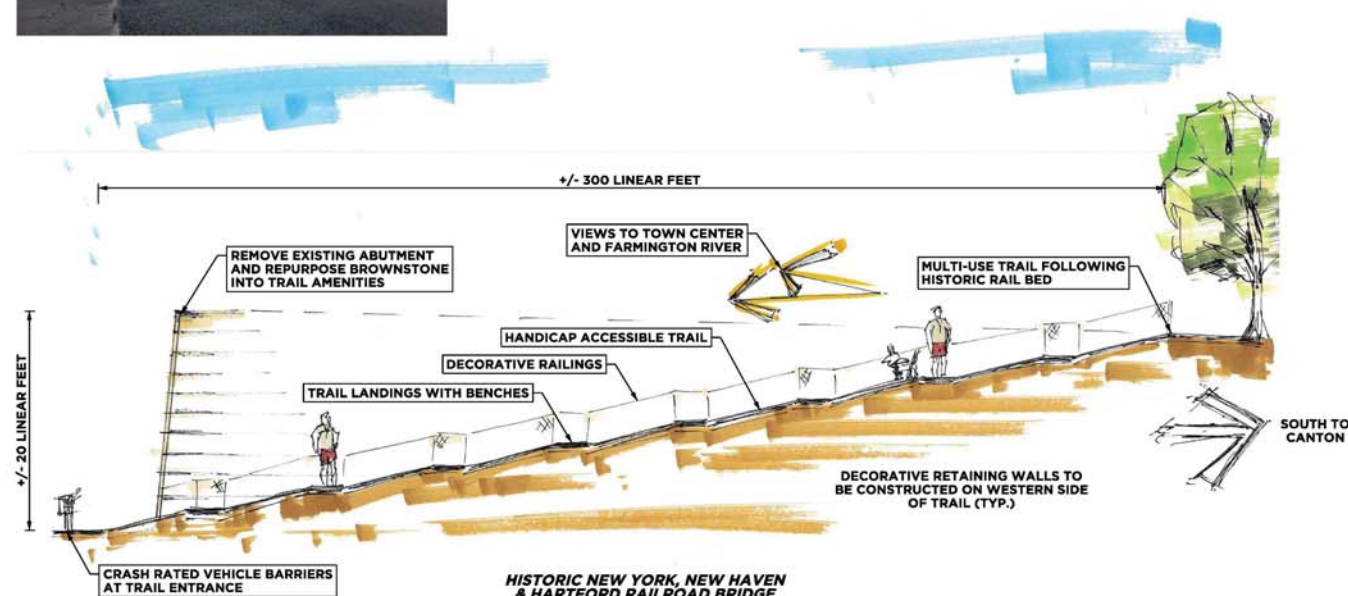 +/- 300 LINEAR FEET
VIEWS TO TOWN CENTER
AND FARMINGTON RIVER
REMOVE EXISTING ABUTMENT
AND REPURPOSE BROWNSTONE
INTO TRAIL AMENITIES
MULTI-USE TRAIL FOLLOWING
HISTORIC RAIL BED
HANDICAP ACCESSIBLE TRAIL
DECORATIVE RAILINGS
TRAIL LANDINGS WITH BENCHES
+/- 20 LINEAR FEET
SOUTH TO
CANTON
DECORATIVE RETAINING WALLS TO
BE CONSTRUCTED ON WESTERN SIDE
OF TRAIL (TYP.)
CRASH RATED VEHICLE BARRIERS
AT TRAIL ENTRANCE
HISTORIC NEW YORK, NEW HAVEN
& HARTFORD RAILROAD BRIDGE